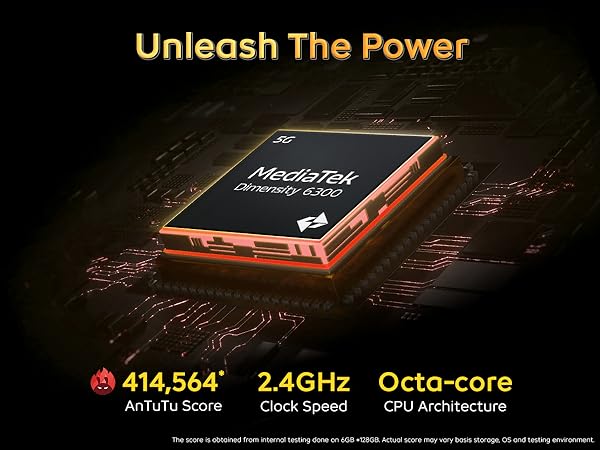 Unleash The Power
5G
MediaTek
Dimensity 6300
414,564* 2.4GHz Octa-core
AnTuTu Score Clock Speed CPU Architecture
The score is obtained from internal testing done on 6GB +128GB. Actual score may vary basis storage, OS and testing environment.